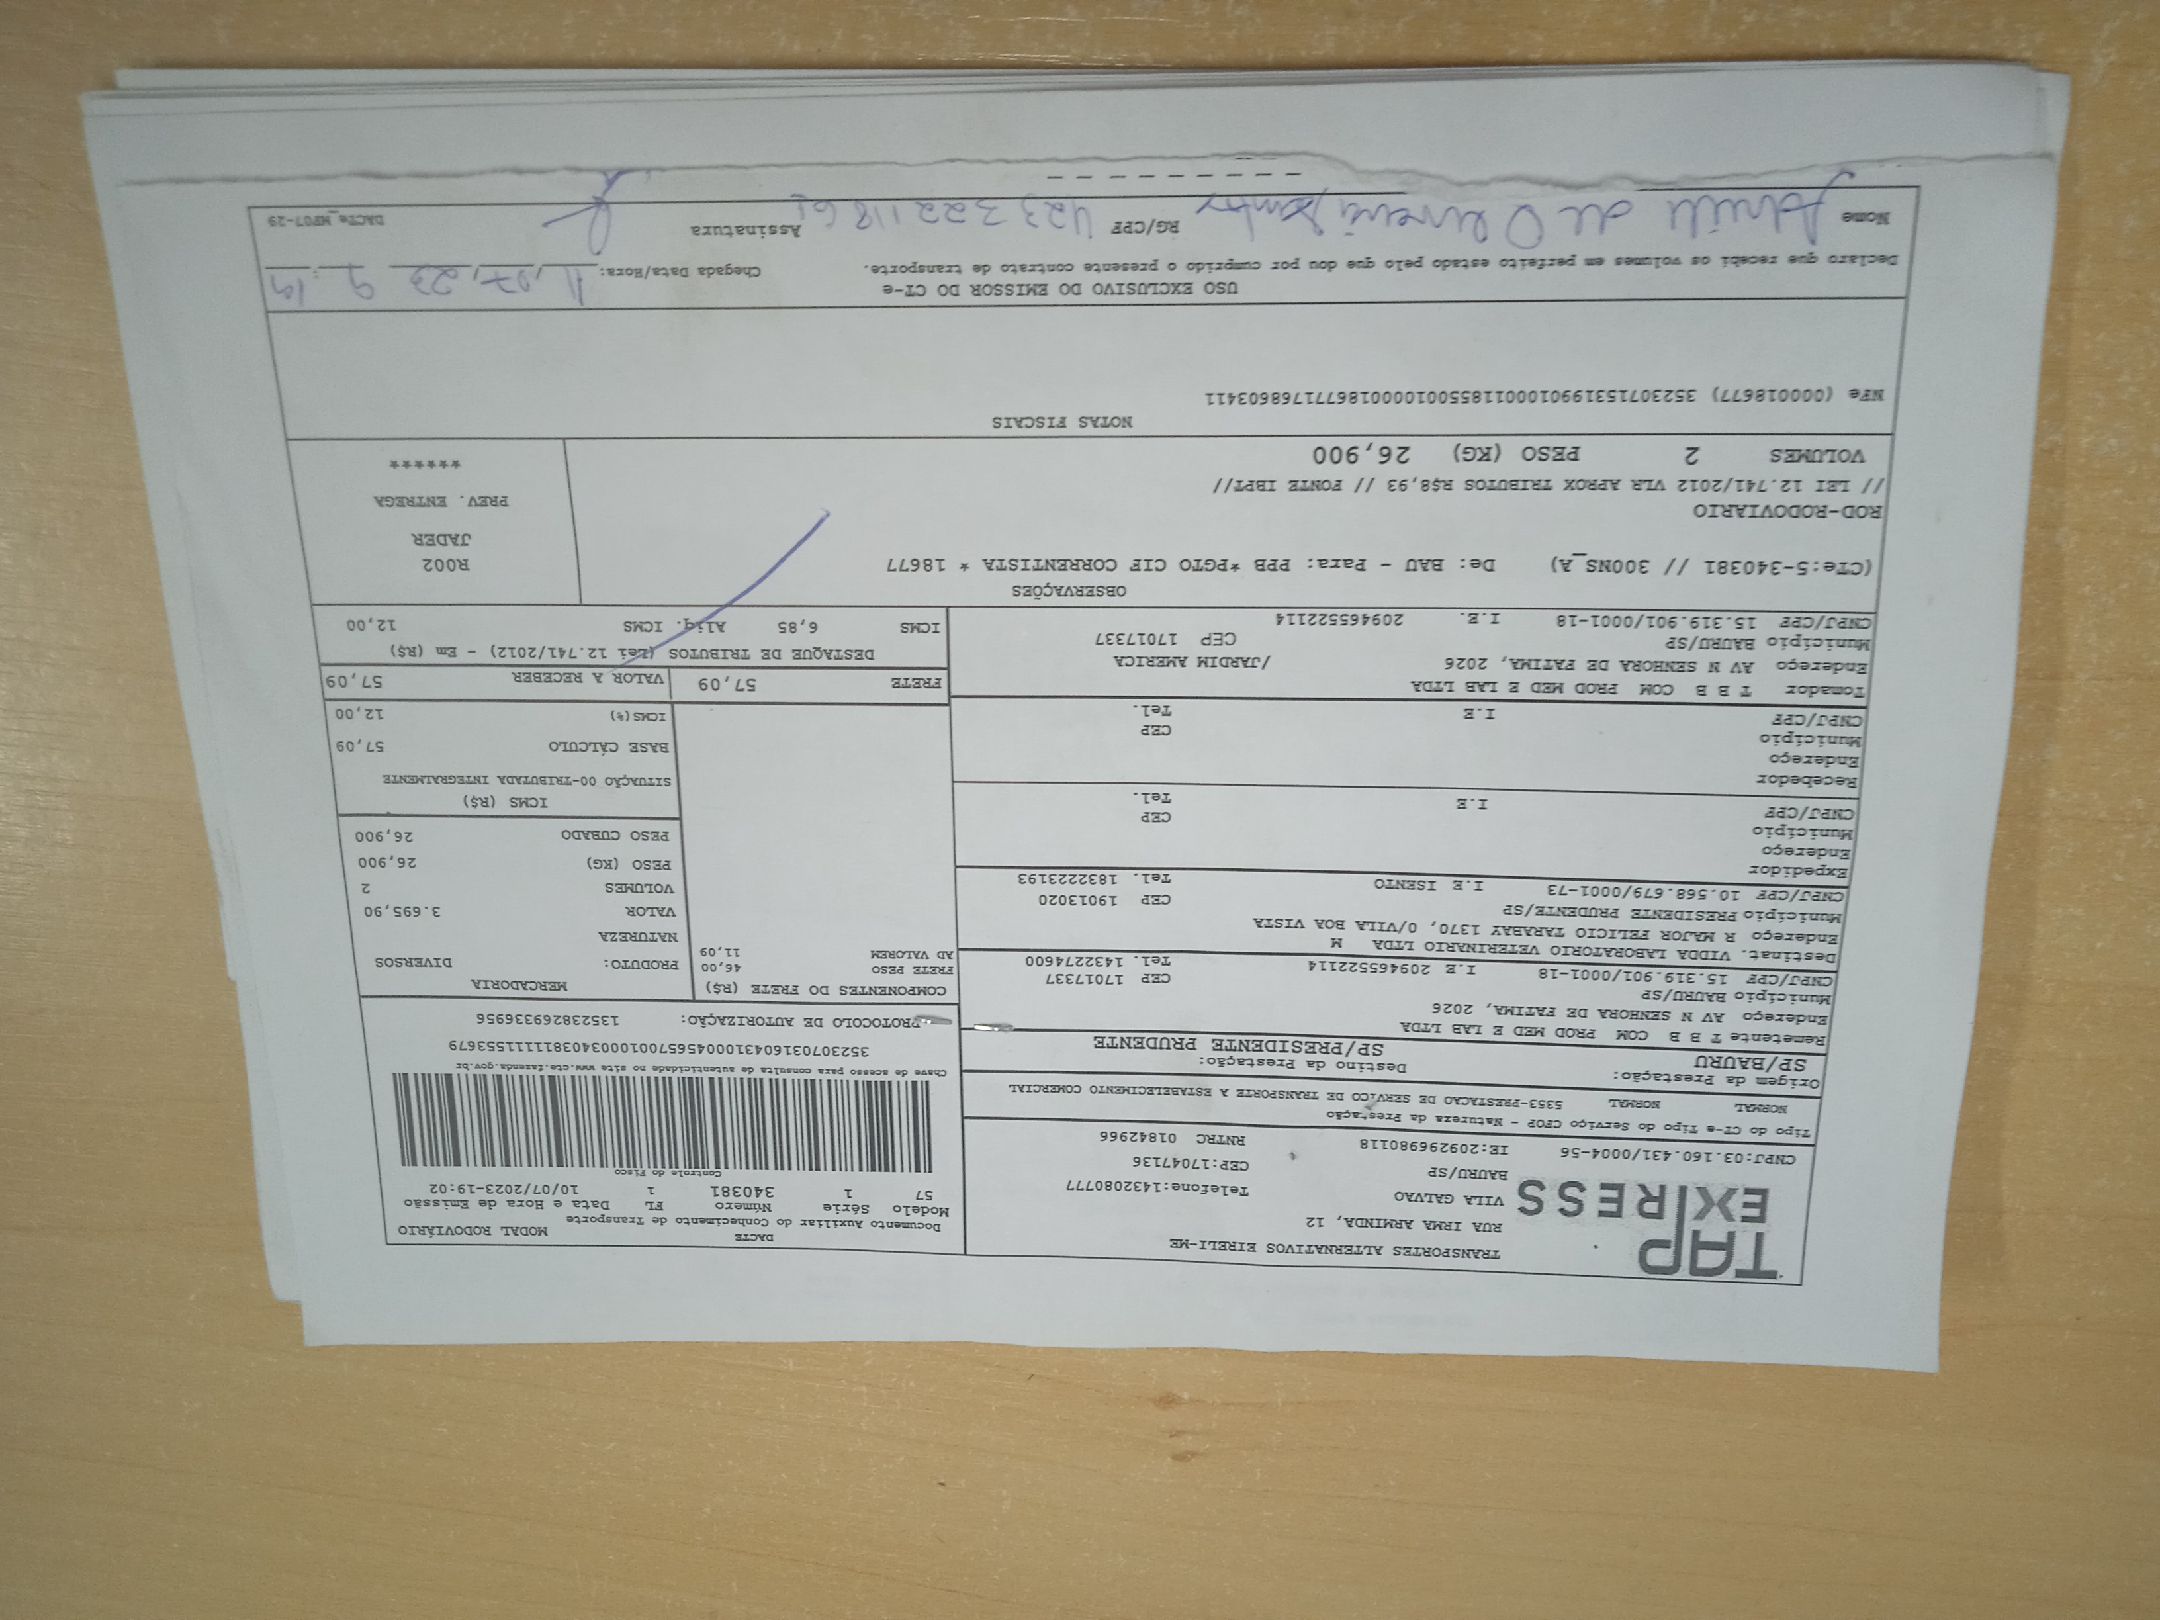 TAP
EXPRESS
TRANSPORTES ALTERNATIVOS EIRELI-ME
RUA IRMA ARMINDA, 12
VILA GALVAO Telefone:1432080777
BAURU/SP CEP:17047136
CNPJ:03.160.431/0004-56 IE:209296980118 RNTRC 01842966
DACTE MODAL RODOVIÁRIO
Documento Auxiliar do Conhecimento de Transporte
Modelo Série Número FL Data e Hora de Emissão
57 1 340381 1 10/07/2023-19:02
Controle do Fisco
Chave de acesso para consulta de autenticidade no site www.cte.fazenda.gov.br
PROTOCOLO DE AUTORIZAÇÃO: 135238269336956
Tipo do CT-e Tipo do Serviço CFOP - Natureza da Prestação
NORMAL NORMAL 5353-PRESTACAO DE SERVICO DE TRANSPORTE A ESTABELECIMENTO COMERCIAL
Origem da Prestação: Destino da Prestação:
SP/BAURU SP/PRESIDENTE PRUDENTE
Remetente T B B COM PROD MED E LAB LTDA
Endereço AV N SENHORA DE FATIMA, 2026
Município BAURU/SP CEP 17017337
CNPJ/CPF 15.319.901/0001-18 I.E 209465522114 Tel. 1432274600
Destinat. VIDDA LABORATORIO VETERINARIO LTDA M
Endereço R MAJOR FELICIO TARABAY 1370, 0/VILA BOA VISTA
Município PRESIDENTE PRUDENTE/SP CEP 19013020
CNPJ/CPF 10.568.679/0001-73 I.E ISENTO Tel. 1832223193
Expedidor
Endereço
Município CEP
CNPJ/CPF I.E Tel.
Recebedor
Endereço
Município CEP
CNPJ/CPF I.E Tel.
Tomador T B B COM PROD MED E LAB LTDA
Endereço AV N SENHORA DE FATIMA, 2026 /JARDIM AMERICA
Município BAURU/SP CEP 17017337
CNPJ/CPF 15.319.901/0001-18 I.E. 209465522114
COMPONENTES DO FRETE (R$)
FRETE PESO 46,00
AD VALOREM 11,09
MERCADORIA
PRODUTO: DIVERSOS
NATUREZA
VALOR 3.695,90
VOLUMES 2
PESO (KG) 26,900
PESO CUBADO 26,900
ICMS (R$)
SITUAÇÃO 00-TRIBUTADA INTEGRALMENTE
BASE CÁLCULO 57,09
ICMS(%) 12,00
FRETE 57,09 VALOR A RECEBER 57,09
DESTAQUE DE TRIBUTOS (Lei 12.741/2012) - Em (R$)
ICMS 6,85 Aliq. ICMS 12,00
OBSERVAÇÕES
(CTe:5-340381 // 300NS_A) De: BAU - Para: PPB *PGTO CIF CORRENTISTA * 18677
ROD-RODOVIARIO
// LEI 12.741/2012 VLR APROX TRIBUTOS R$8,93 // FONTE IBPT//
VOLUMES 2 PESO (KG) 26,900
R002
JADER
PREV. ENTREGA
******
NOTAS FISCAIS
NFe (000018677)
USO EXCLUSIVO DO EMISSOR DO CT-e
Declaro que recebi os volumes em perfeito estado pelo que dou por cumprido o presente contrato de transporte. Chegada Data/Hora: 11,07,23 9:19
Nome de Oliveira RG/CPF Assinatura
DACTe_MP07-29